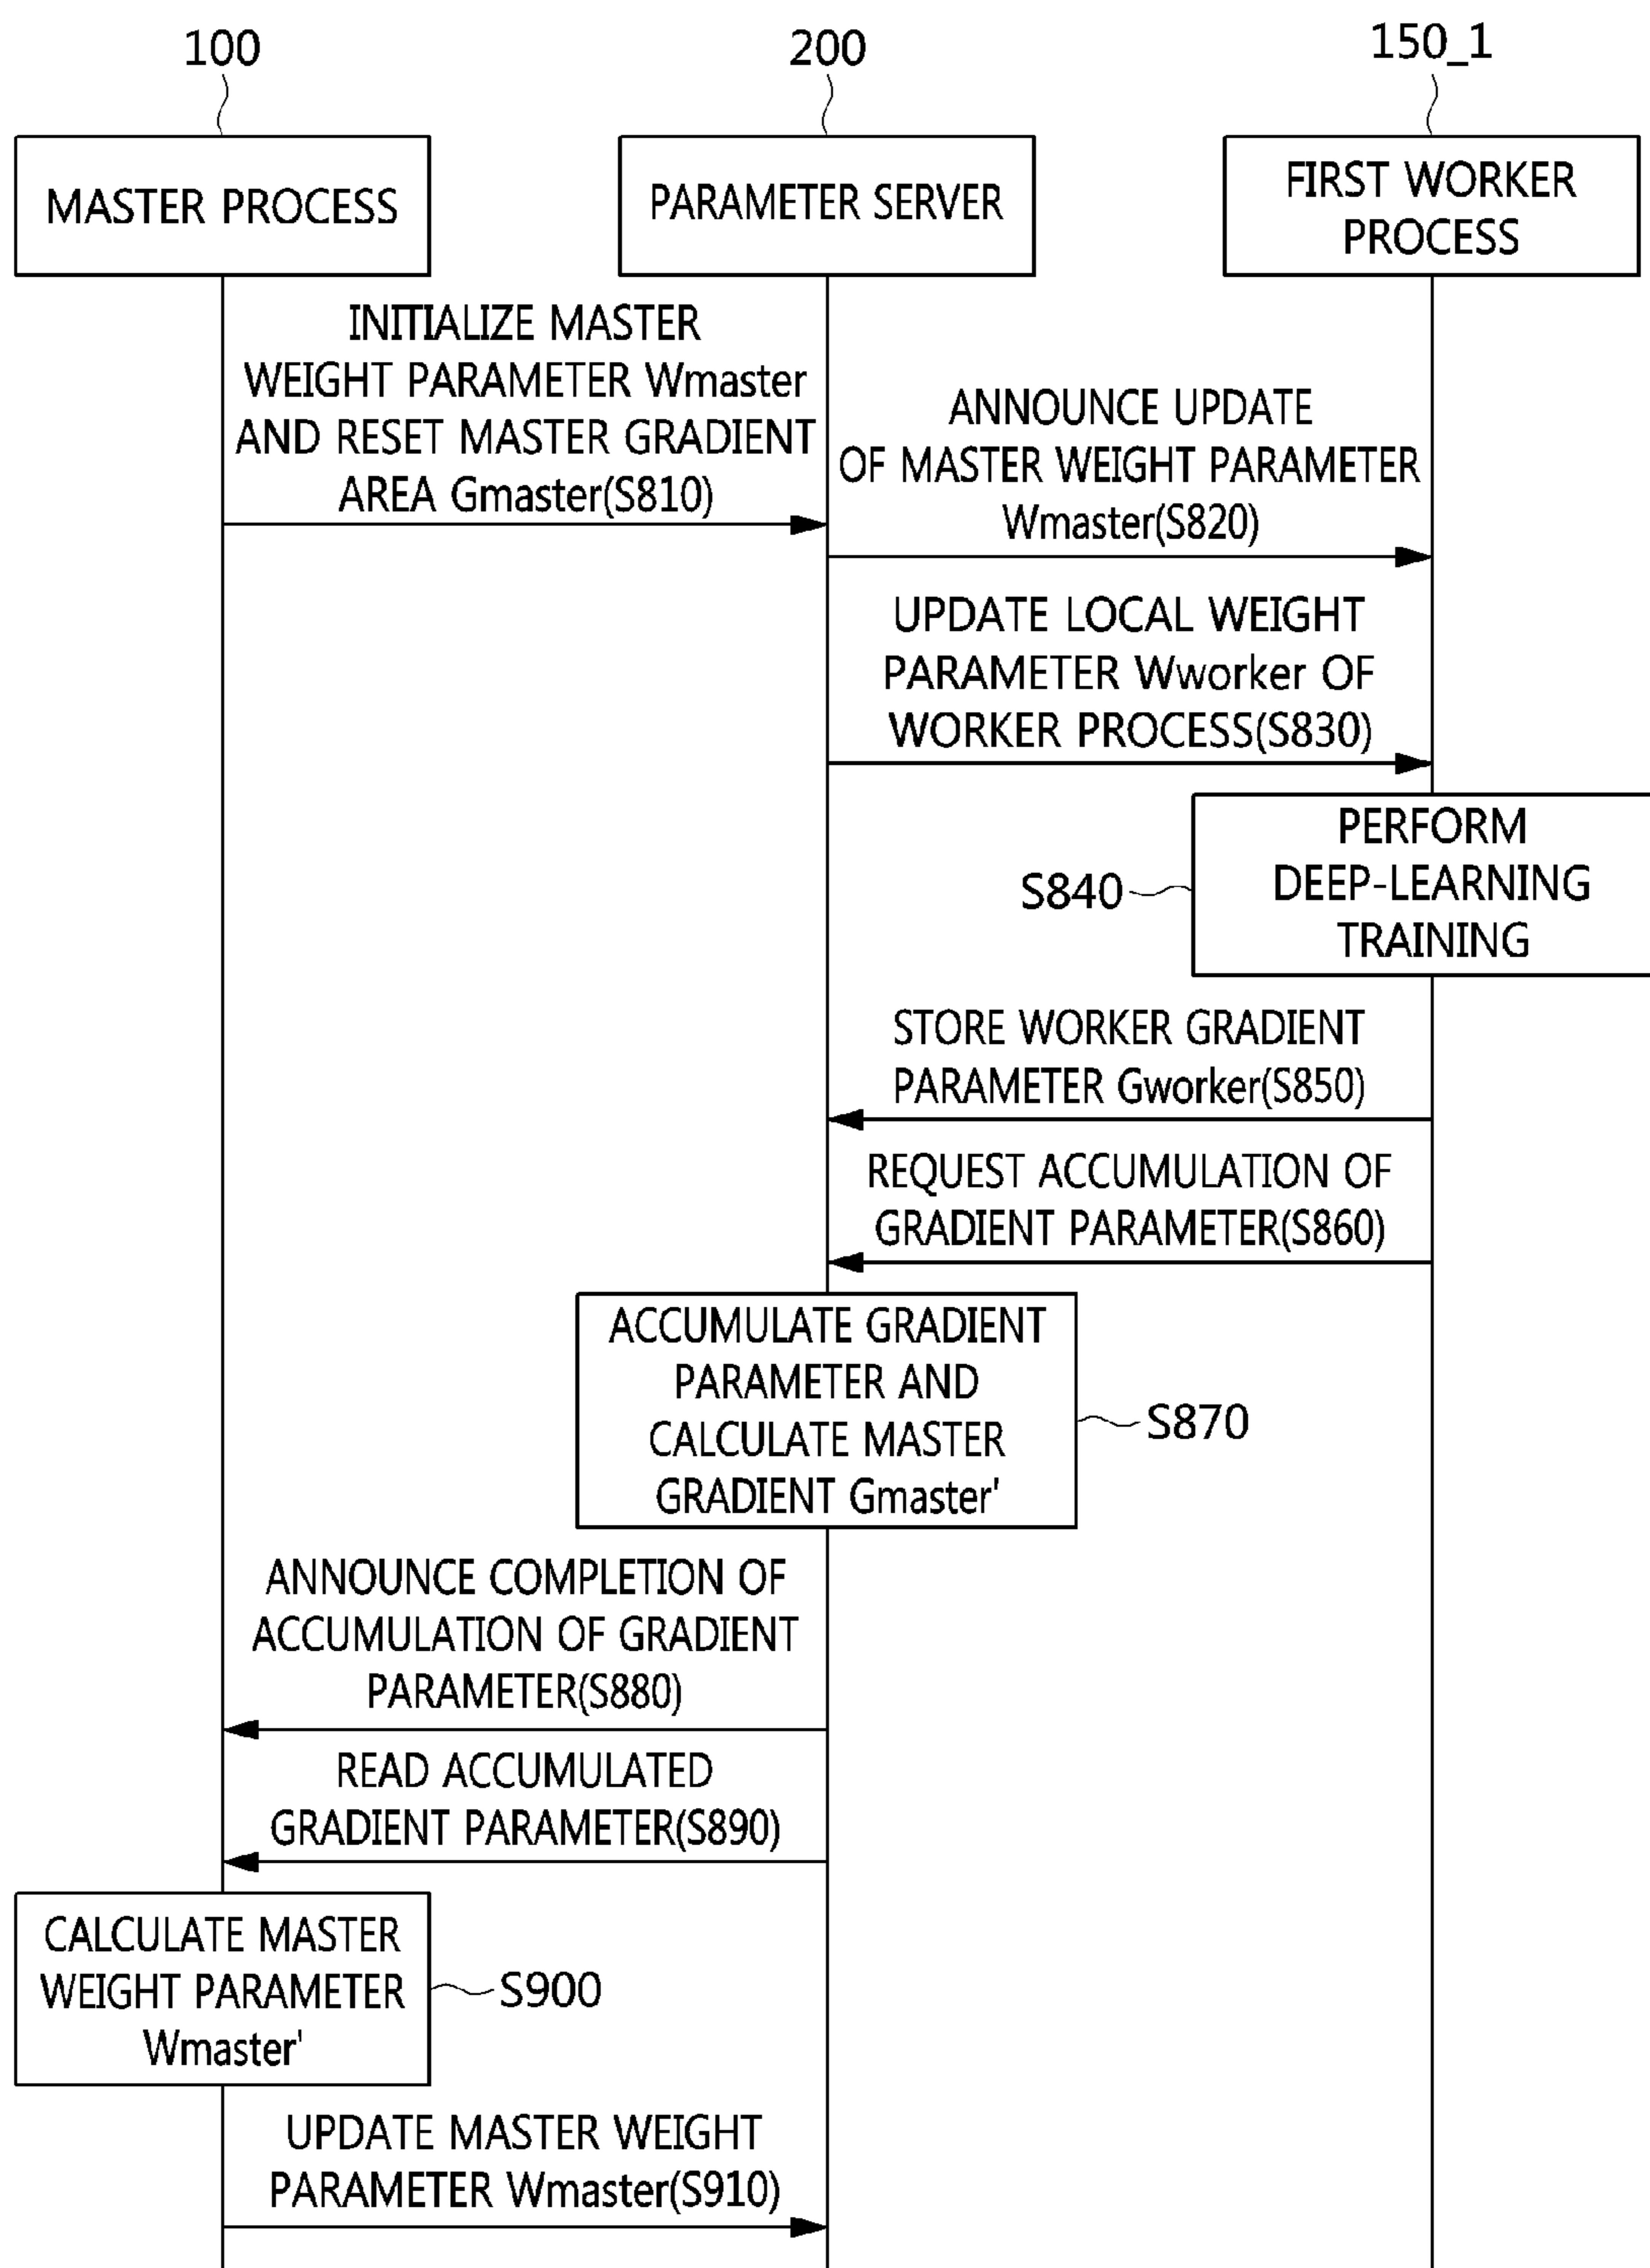 100
200
150_1
MASTER PROCESS
PARAMETER SERVER
FIRST WORKER
PROCESS
INITIALIZE MASTER
WEIGHT PARAMETER Wmaster
AND RESET MASTER GRADIENT
AREA Gmaster(S810)
ANNOUNCE UPDATE
OF MASTER WEIGHT PARAMETER
Wmaster(S820)
UPDATE LOCAL WEIGHT
PARAMETER Wworker OF
WORKER PROCESS(S830)
S840
PERFORM
DEEP-LEARNING
TRAINING
STORE WORKER GRADIENT
PARAMETER Gworker(S850)
REQUEST ACCUMULATION OF
GRADIENT PARAMETER(S860)
ACCUMULATE GRADIENT
PARAMETER AND
CALCULATE MASTER
GRADIENT Gmaster'
S870
ANNOUNCE COMPLETION OF
ACCUMULATION OF GRADIENT
PARAMETER(S880)
READ ACCUMULATED
GRADIENT PARAMETER(S890)
CALCULATE MASTER
WEIGHT PARAMETER
Wmaster'
S900
UPDATE MASTER WEIGHT
PARAMETER Wmaster(S910)